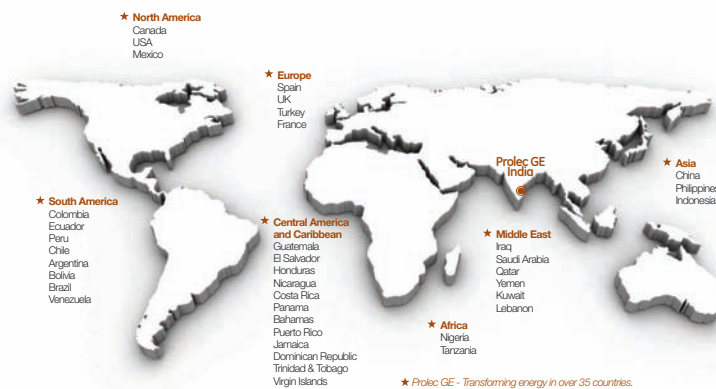 ★ North America
Canada
USA
Mexico
★ Europe
Spain
UK
Turkey
France
Prolec GE
India
★ Asia
China
Philippines
Indonesia
★ South America
Colombia
Ecuador
Peru
Chile
Argentina
Bolivia
Brazil
Venezuela
★ Central America
and Caribbean
Guatemala
El Salvador
Honduras
Nicaragua
Costa Rica
Panama
Bahamas
Puerto Rico
Jamaica
Dominican Republic
Trinidad & Tobago
Virgin Islands
★ Middle East
Iraq
Saudi Arabia
Qatar
Yemen
Kuwait
Lebanon
★ Africa
Nigeria
Tanzania
★ Prolec GE - Transforming energy in over 35 countries.